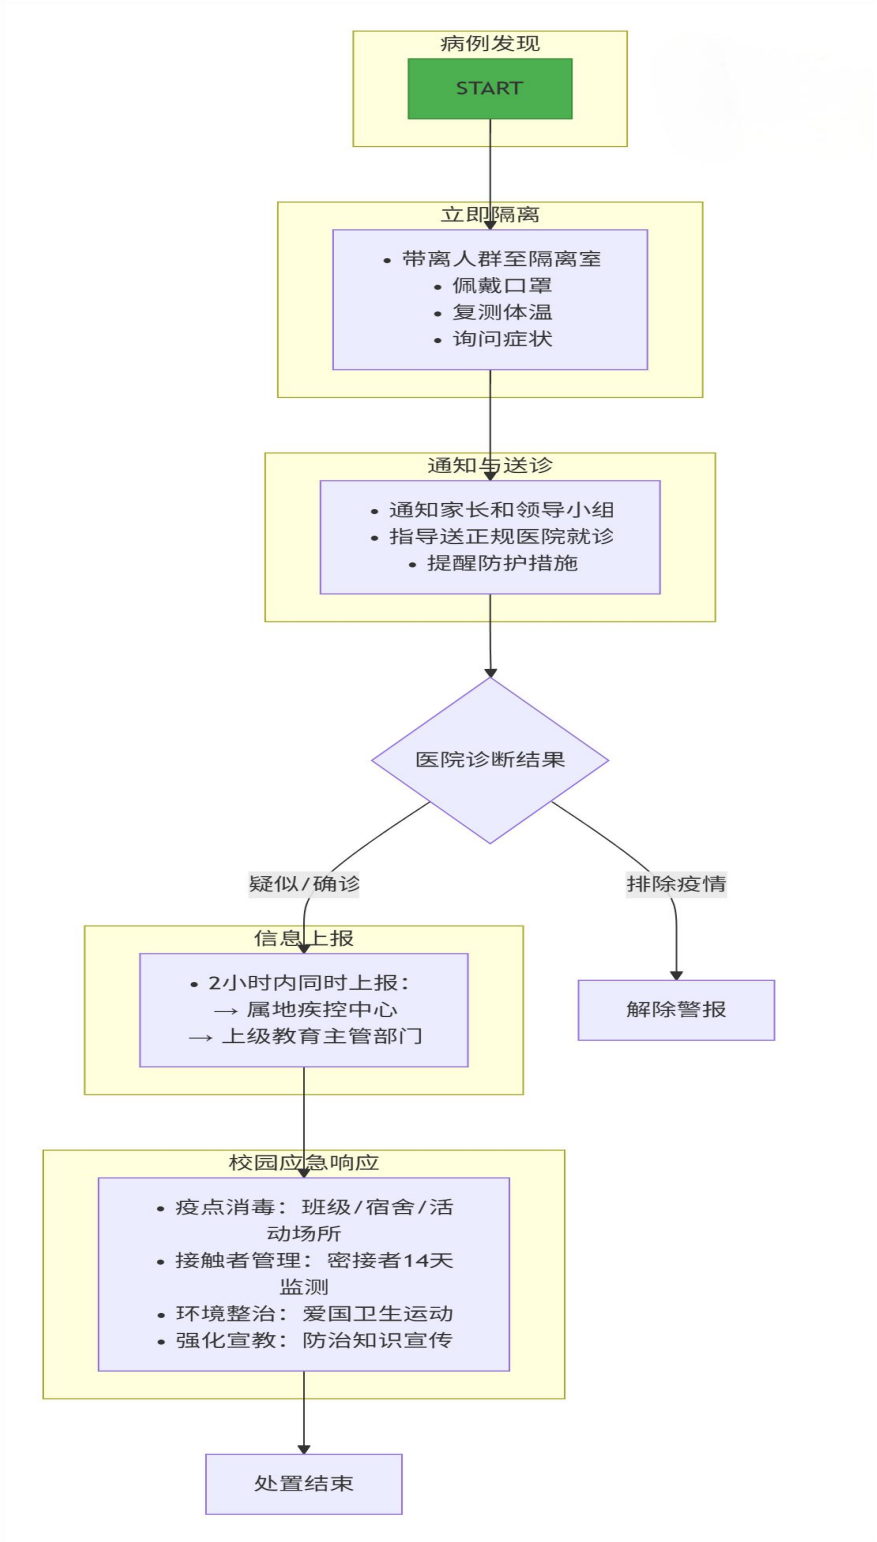 病例发现
START
立即隔离
• 带离人群至隔离室
• 佩戴口罩
• 复测体温
• 询问症状
通知与送诊
• 通知家长和领导小组
• 指导送正规医院就诊
• 提醒防护措施
医院诊断结果
疑似/确诊
排除疫情
信息上报
• 2小时内同时上报：
→ 属地疾控中心
→ 上级教育主管部门
解除警报
校园应急响应
• 疫点消毒：班级/宿舍/活
动场所
• 接触者管理：密接者14天
监测
• 环境整治：爱国卫生运动
• 强化宣教：防治知识宣传
处置结束